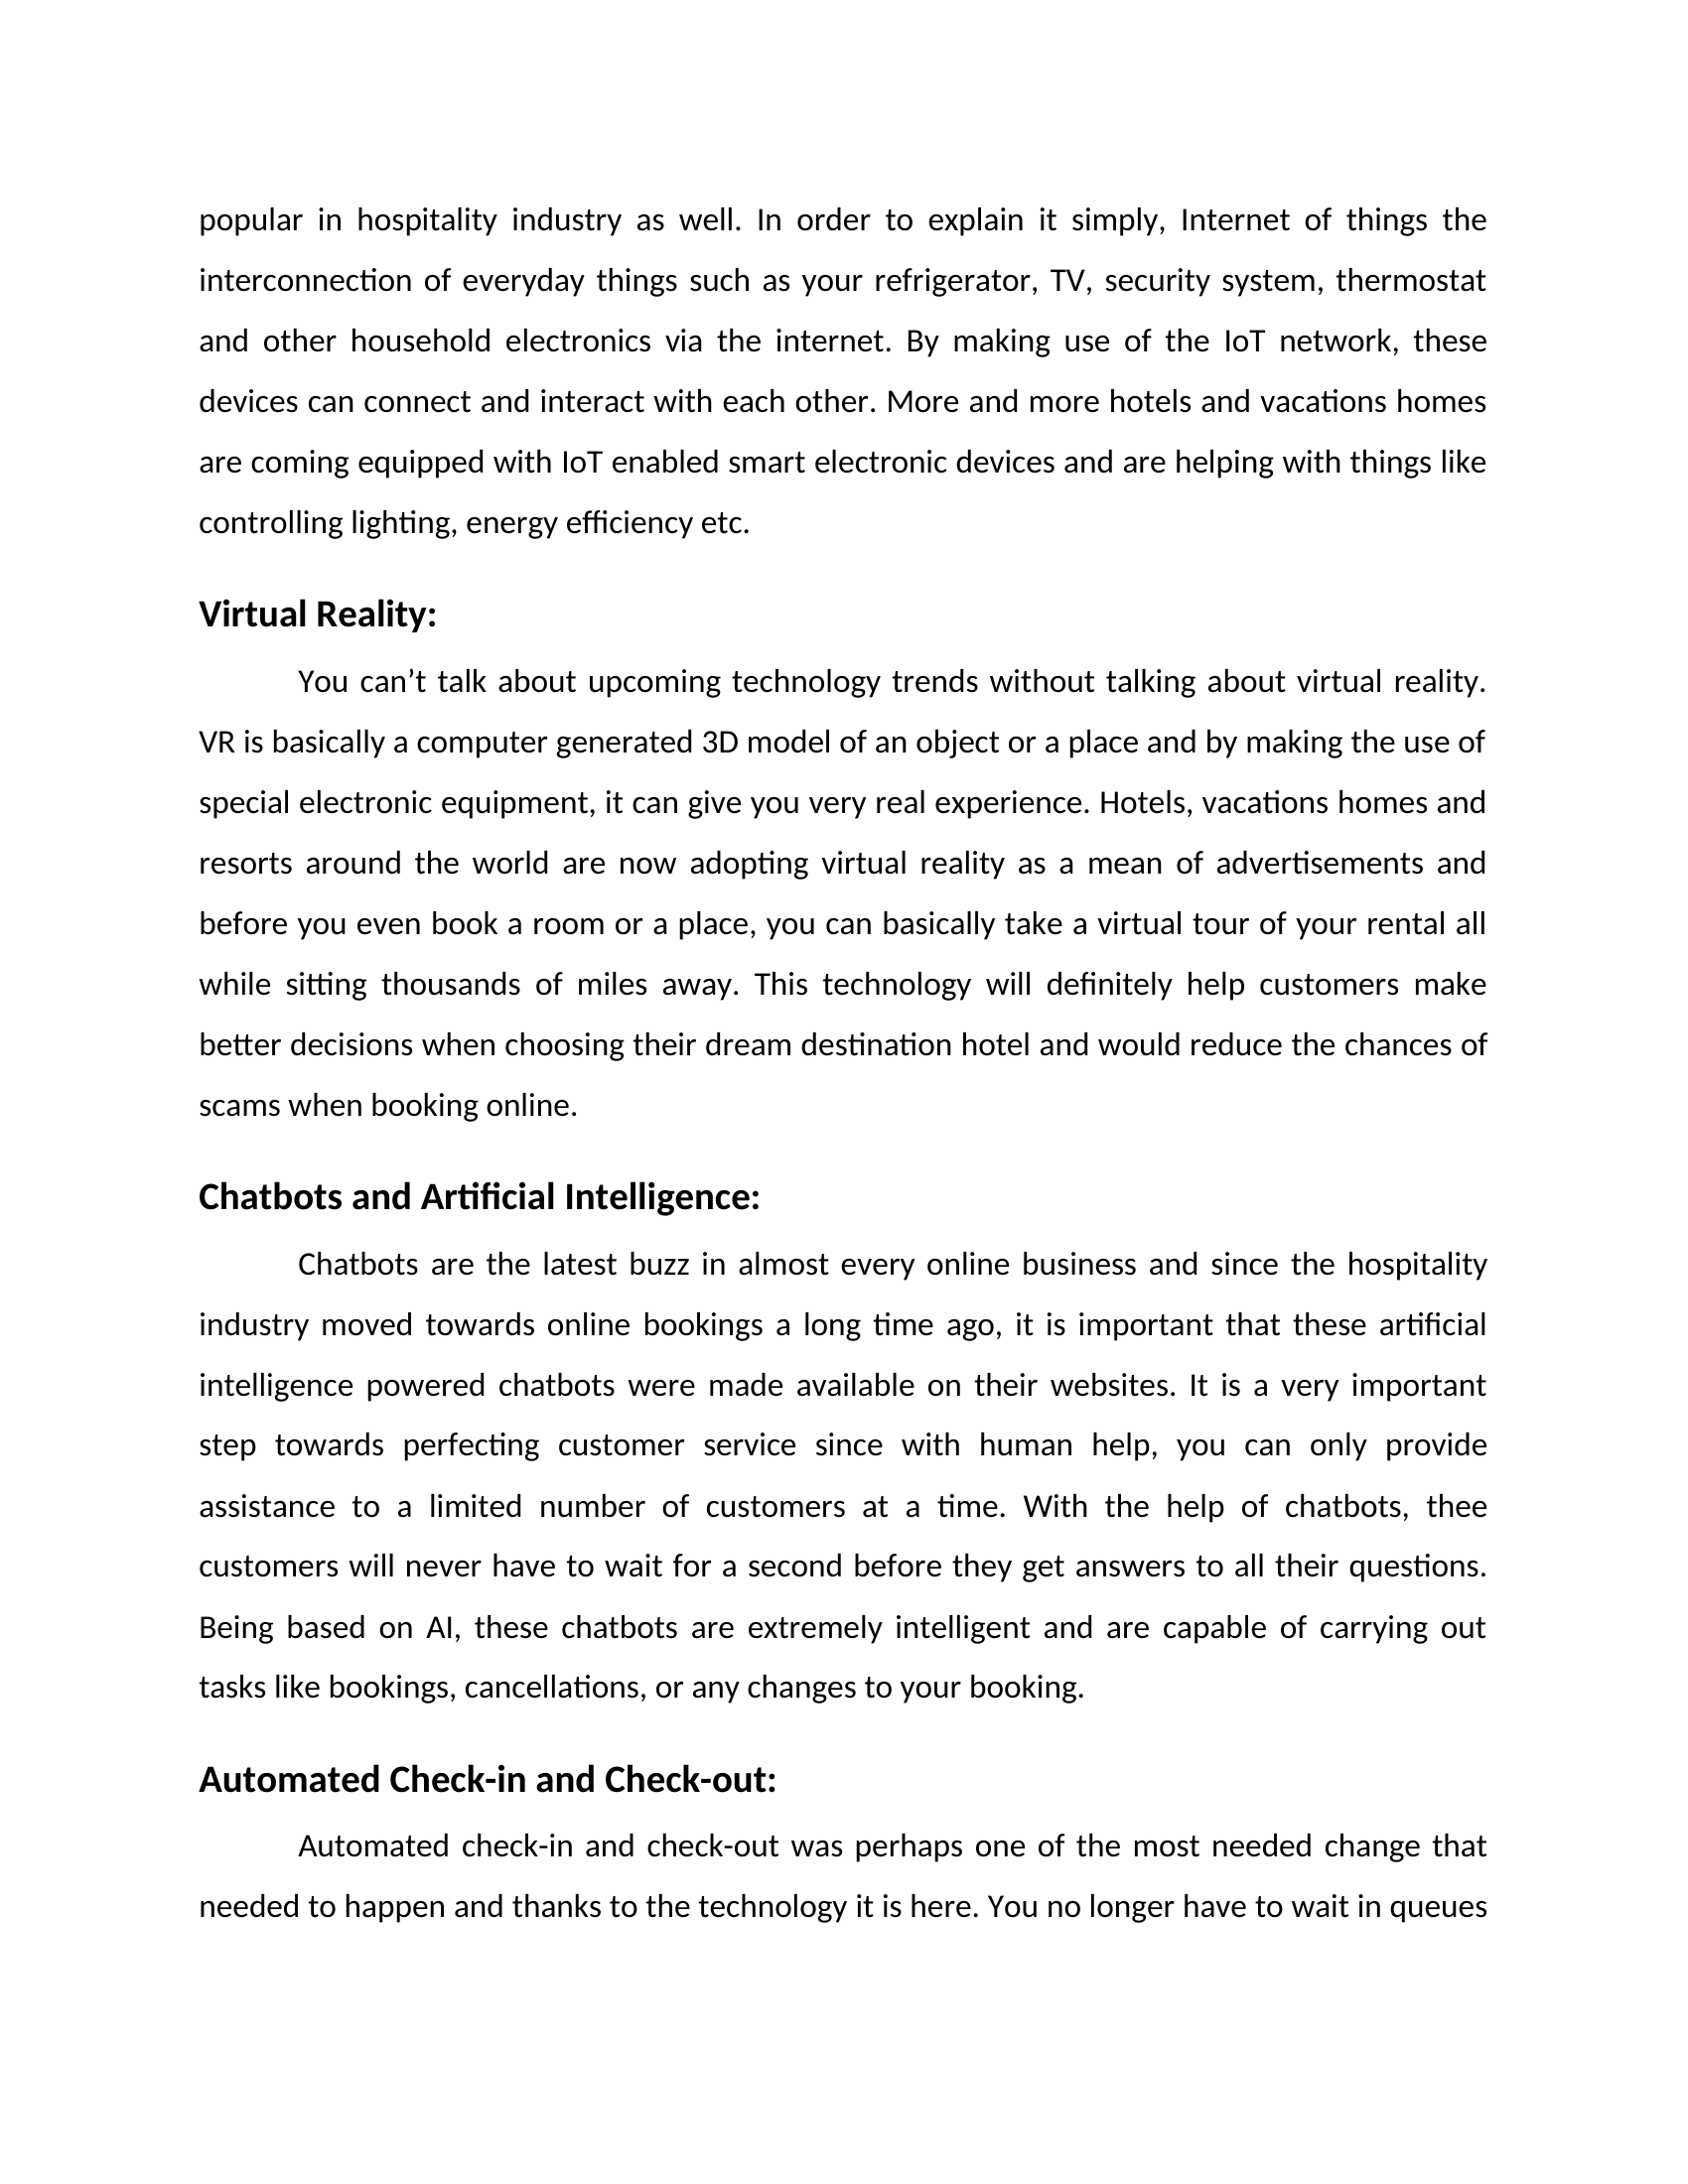 popular in hospitality industry as well. In order to explain it simply, Internet of things the
interconnection of everyday things such as your refrigerator, TV, security system, thermostat
and other household electronics via the internet. By making use of the IoT network, these
devices can connect and interact with each other. More and more hotels and vacations homes
are coming equipped with IoT enabled smart electronic devices and are helping with things like
controlling lighting, energy efficiency etc.
Virtual Reality:
You can’t talk about upcoming technology trends without talking about virtual reality.
VR is basically a computer generated 3D model of an object or a place and by making the use of
special electronic equipment, it can give you very real experience. Hotels, vacations homes and
resorts around the world are now adopting virtual reality as a mean of advertisements and
before you even book a room or a place, you can basically take a virtual tour of your rental all
while sitting thousands of miles away. This technology will definitely help customers make
better decisions when choosing their dream destination hotel and would reduce the chances of
scams when booking online.
Chatbots and Artificial Intelligence:
Chatbots are the latest buzz in almost every online business and since the hospitality
industry moved towards online bookings a long time ago, it is important that these artificial
intelligence powered chatbots were made available on their websites. It is a very important
step towards perfecting customer service since with human help, you can only provide
assistance to a limited number of customers at a time. With the help of chatbots, thee
customers will never have to wait for a second before they get answers to all their questions.
Being based on AI, these chatbots are extremely intelligent and are capable of carrying out
tasks like bookings, cancellations, or any changes to your booking.
Automated Check-in and Check-out:
Automated check-in and check-out was perhaps one of the most needed change that
needed to happen and thanks to the technology it is here. You no longer have to wait in queues